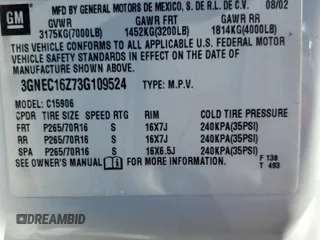 GM
MFD BY GENERAL MOTORS DE MEXICO, S. DE R.L. DE C.V. 08/02
GVWR GAWR FRT GAWR RR
3175KG(7000LB) 1452KG(3200LB) 1814KG(4000LB)
THIS VEHICLE CONFORMS TO ALL APPLICABLE U.S. FEDERAL MOTOR
VEHICLE SAFETY STANDARDS IN EFFECT ON THE DATE OF
MANUFACTURE SHOWN ABOVE.
3GNEC16Z73G109524 TYPE: M.P.V.
MODEL: C15906
CPDR TIRE SIZE SPEED RTG RIM COLD TIRE PRESSURE
FRT P265/70R16 S 16X7J 240KPA(35PSI)
RR P265/70R16 S 16X7J 240KPA(35PSI)
SPA P265/70R16 S 16X6.5J 240KPA(35PSI)
SEE OWNER'S MANUAL FOR MORE INFORMATION.
F 138
T 493
DREAMBID